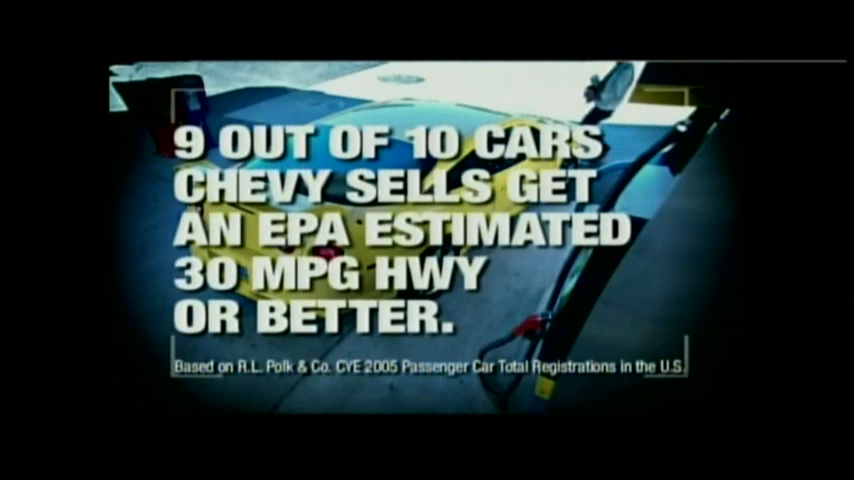 9 OUT OF 10 CARS
CHEVY SELLS GET
AN EPA ESTIMATED
30 MPG HWY
OR BETTER.
Based on R.L. Polk & Co. CYE 2005 Passenger Car Total Registrations in the U.S.